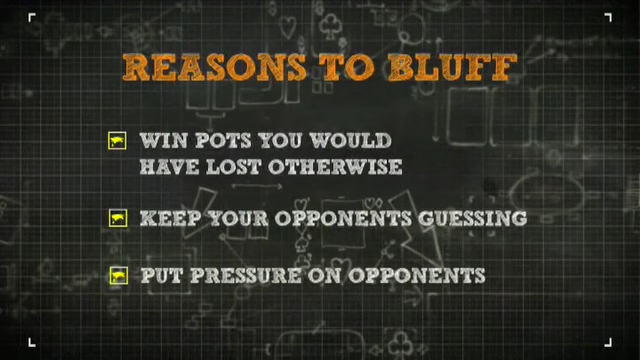 REASONS TO BLUFF
WIN POTS YOU WOULD
HAVE LOST OTHERWISE
KEEP YOUR OPPONENTS GUESSING
PUT PRESSURE ON OPPONENTS